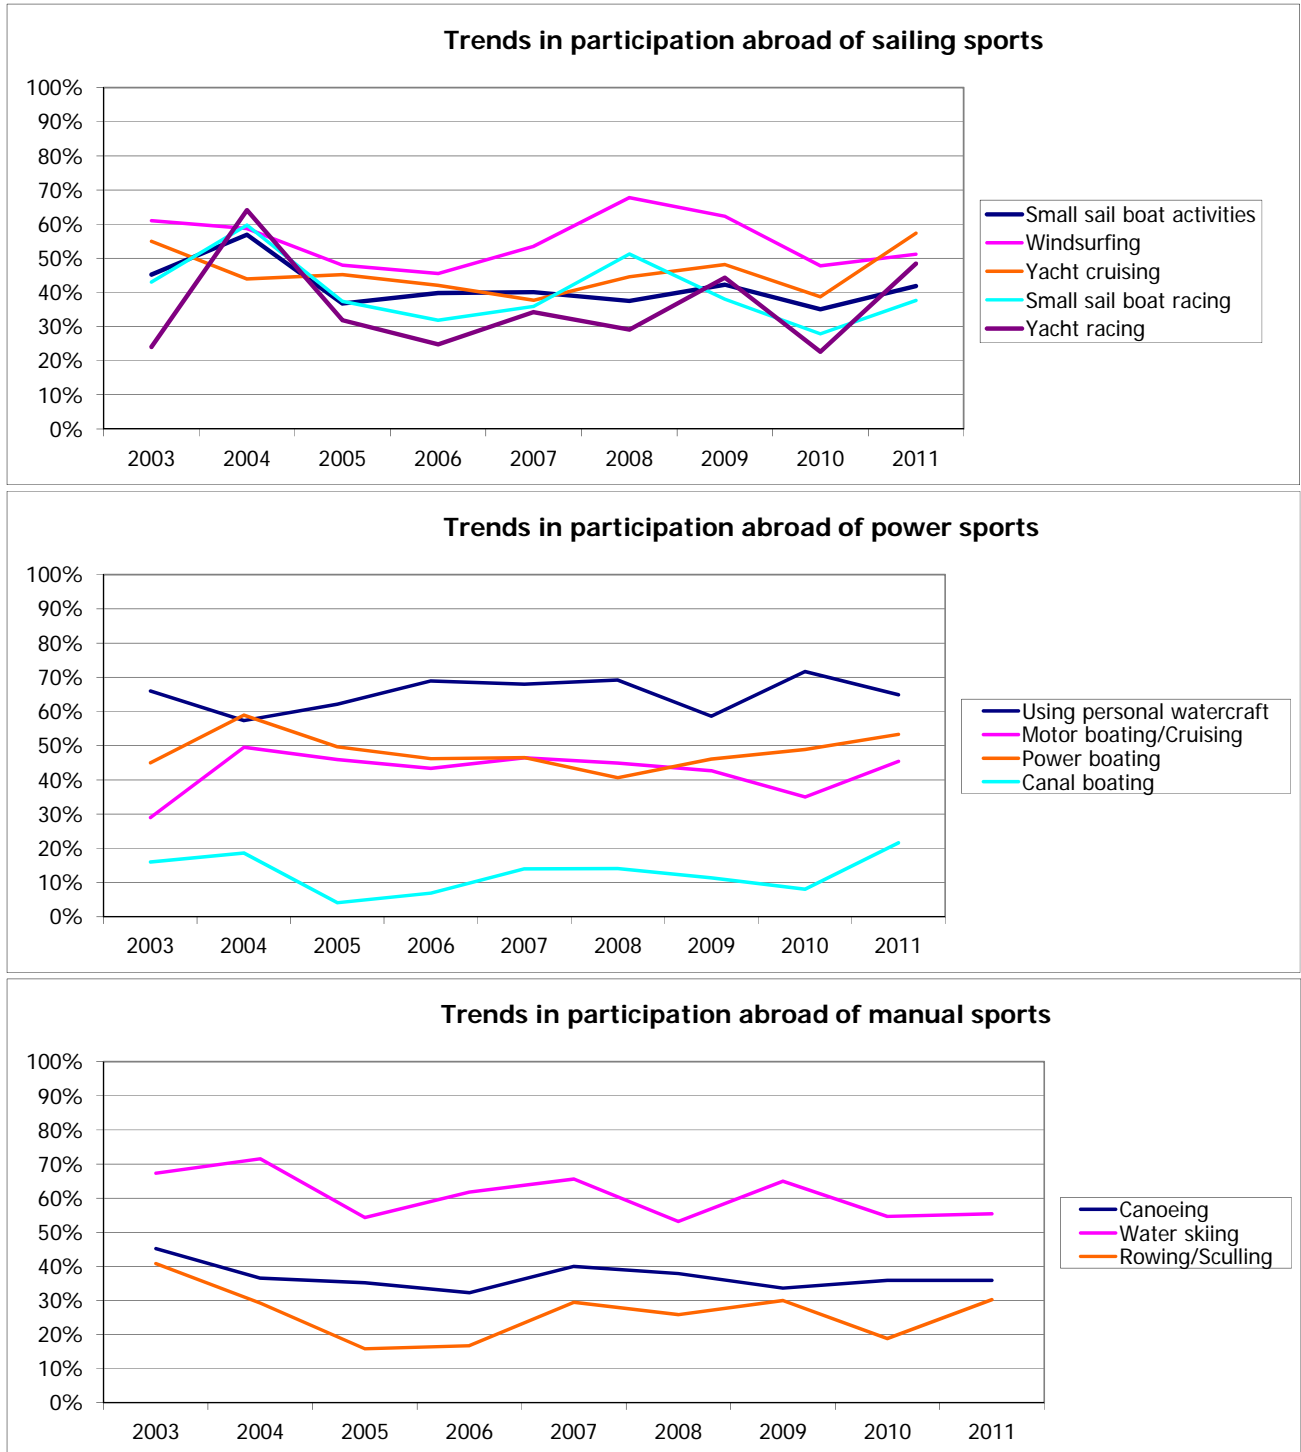 Trends in participation abroad of sailing sports
100%
90%
80%
70%
60%
50%
40%
30%
20%
10%
0%
2003 2004 2005 2006 2007 2008 2009 2010 2011
Small sail boat activities
Windsurfing
Yacht cruising
Small sail boat racing
Yacht racing
Trends in participation abroad of power sports
100%
90%
80%
70%
60%
50%
40%
30%
20%
10%
0%
2003 2004 2005 2006 2007 2008 2009 2010 2011
Using personal watercraft
Motor boating/Cruising
Power boating
Canal boating
Trends in participation abroad of manual sports
100%
90%
80%
70%
60%
50%
40%
30%
20%
10%
0%
2003 2004 2005 2006 2007 2008 2009 2010 2011
Canoeing
Water skiing
Rowing/Sculling